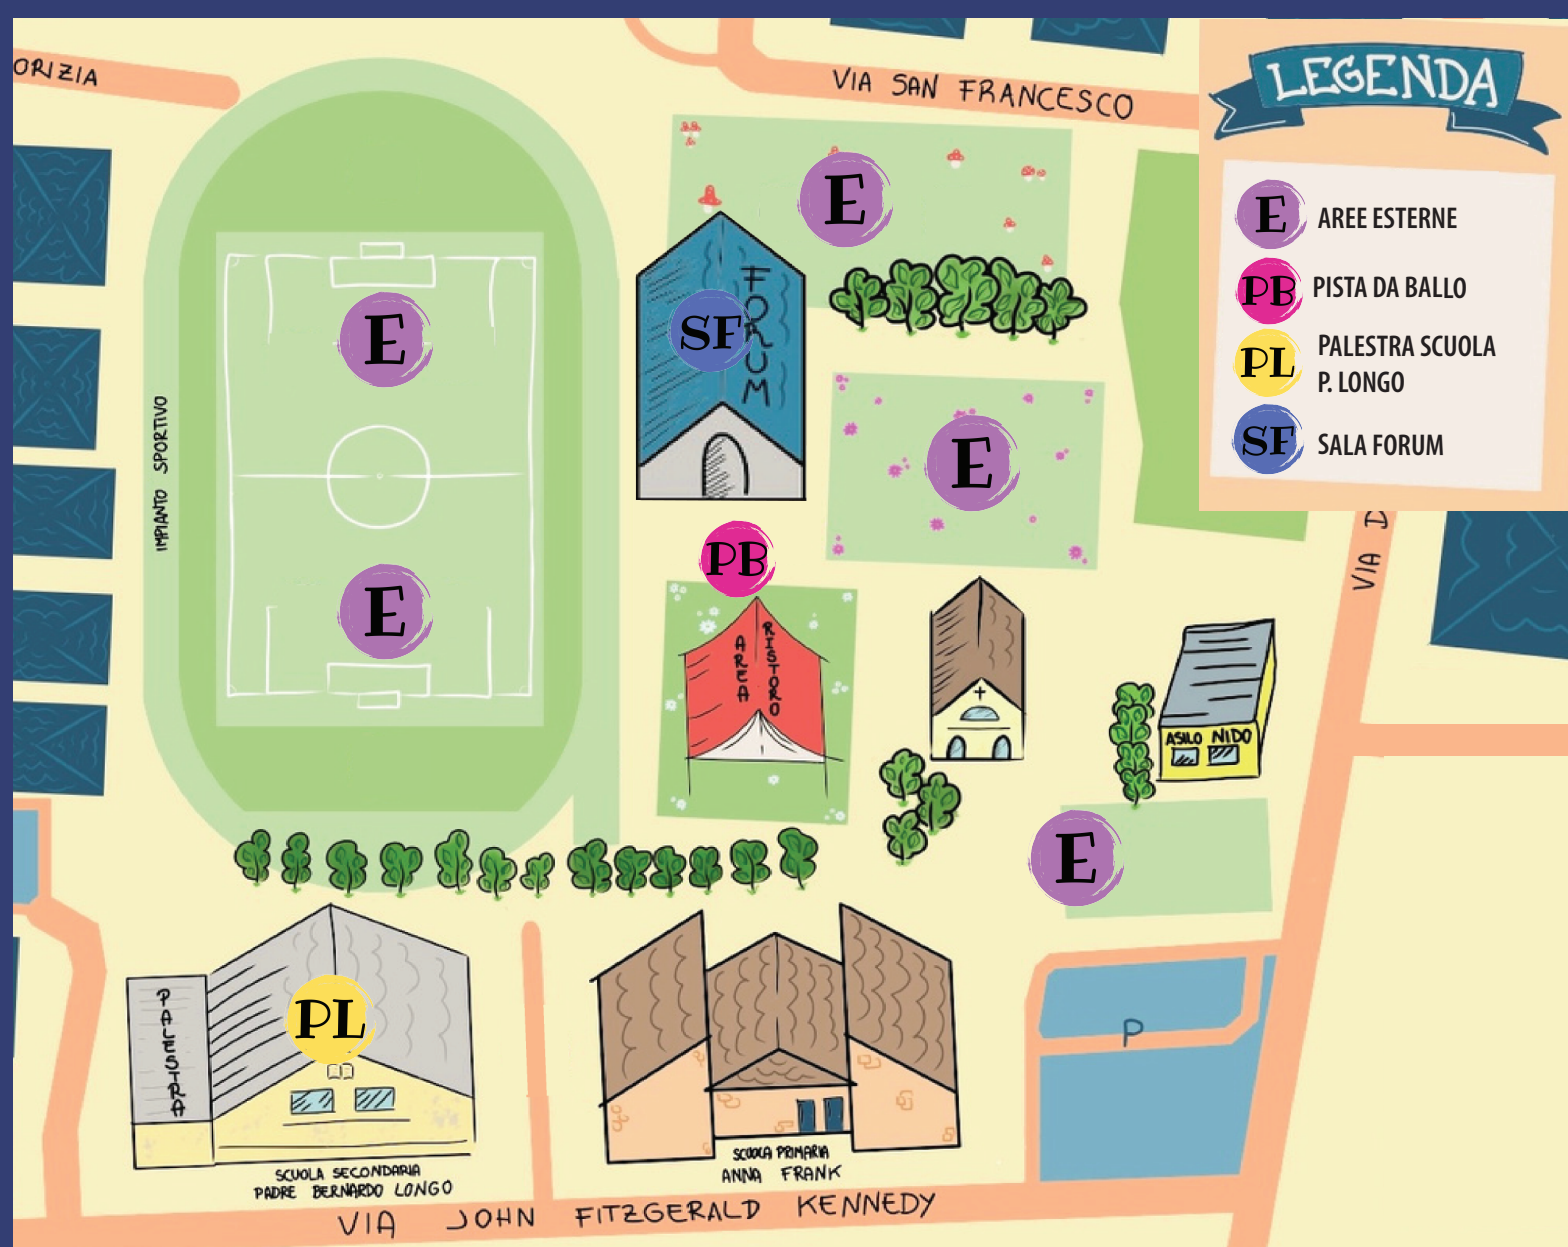 ORIZIA
VIA SAN FRANCESCO
LEGENDA
E AREE ESTERNE
PB PISTA DA BALLO
PL PALESTRA SCUOLA
P. LONGO
SF SALA FORUM
E
E
SF
FORUM
E
IMPIANTO SPORTIVO
E
PB
VIA D
E
AREA
RISTORO
ASILO NIDO
E
PL
PALESTRA
P
SCUOLA SECONDARIA
PADRE BERNARDO LONGO
SCUOLA PRIMARIA
ANNA FRANK
VIA JOHN FITZGERALD KENNEDY